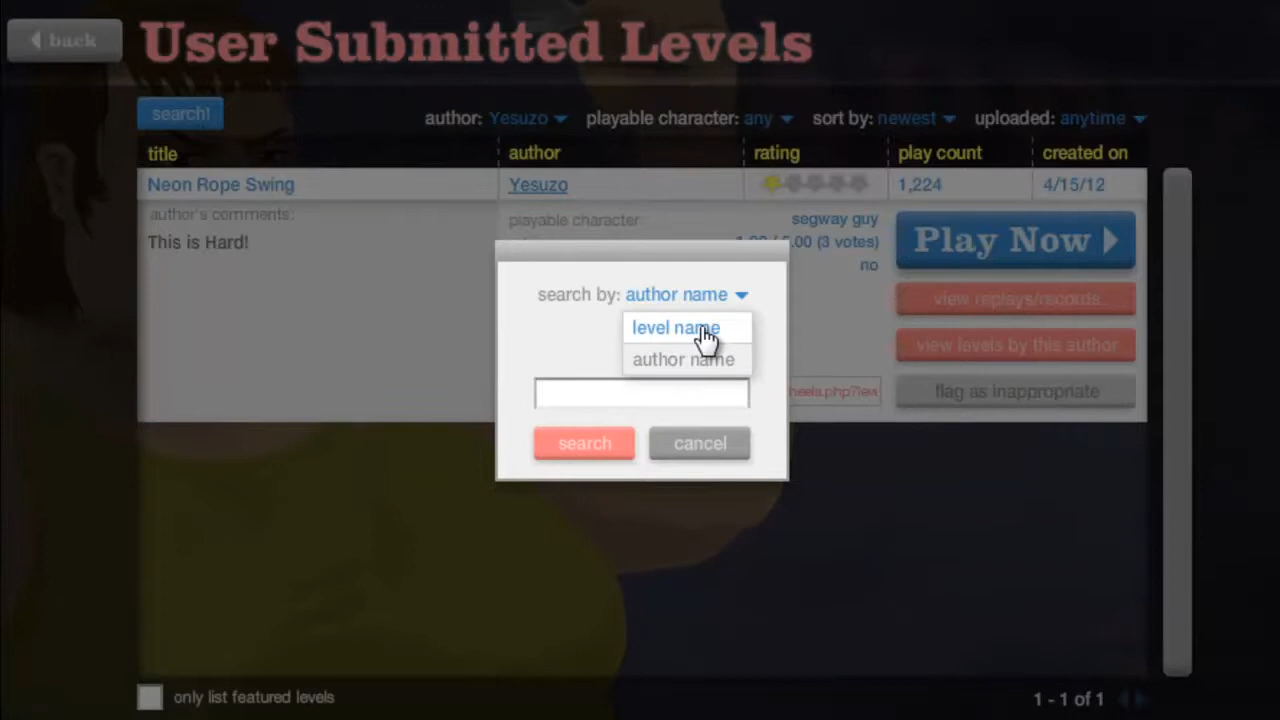 back
User Submitted Levels
search!
author: Yesuzo
playable character: any
sort by: newest
uploaded: anytime
title
author
rating
play count
created on
Neon Rope Swing
Yesuzo
1,224
4/15/12
author's comments:
This is Hard!
playable character:
segway guy
.00 (3 votes)
no
Play Now
view replays/records
view levels by this author
flag as inappropriate
search by: author name
level name
author name
search
cancel
only list featured levels
1 - 1 of 1